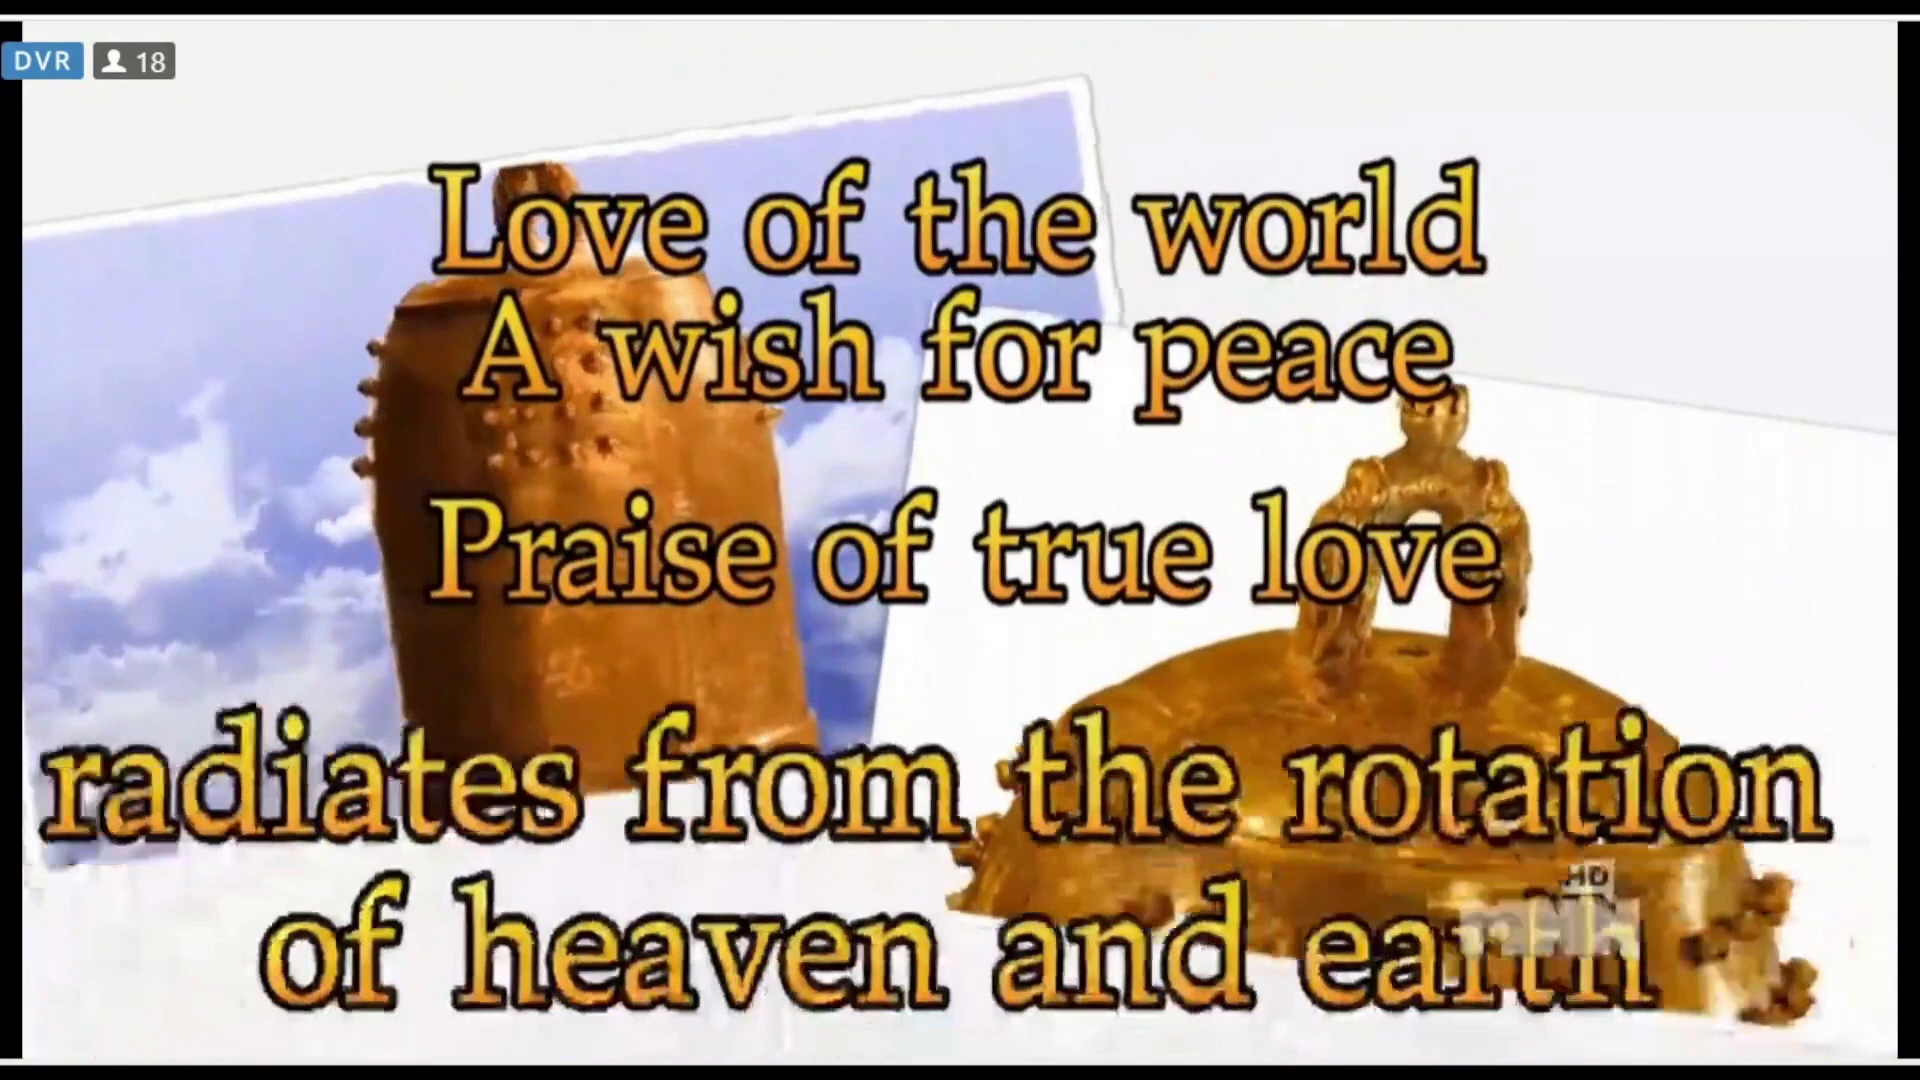 DVR 18
Love of the world
A wish for peace
Praise of true love
radiates from the rotation
of heaven and earth
HD